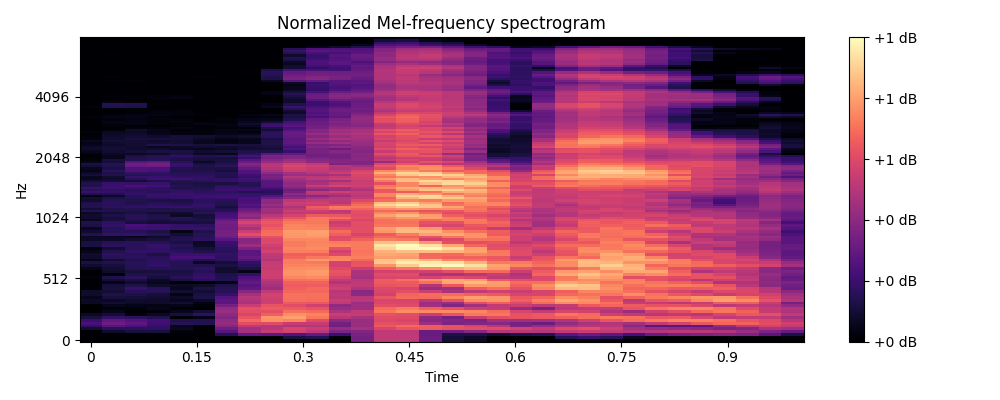 Normalized Mel-frequency spectrogram
Hz
4096
2048
1024
512
0
0 0.15 0.3 0.45 0.6 0.75 0.9
Time
+1 dB
+1 dB
+1 dB
+0 dB
+0 dB
+0 dB